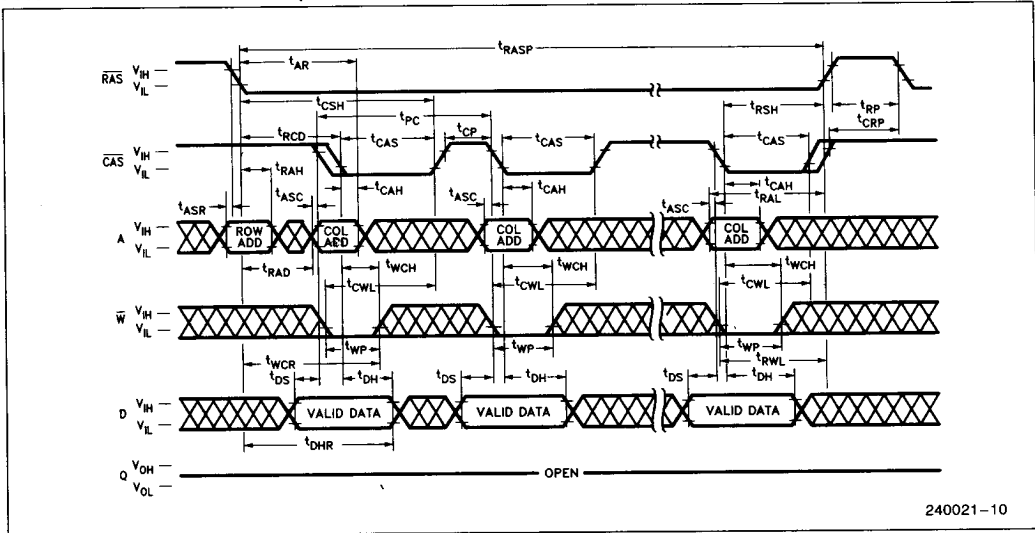 tRASP
tAR
RAS VIH
VIL
tCSH
tRSH
tRP
tPC
tCRP
tRCD
tCAS
tCP
tCAS
tCAS
CAS VIH
VIL
tRAH
tCAH
tCAH
tCAH
tASR
tASC
tASC
tASC
tRAL
A VIH
VIL
ROW ADD
COL ADD
COL ADD
COL ADD
tRAD
tWCH
tWCH
tWCH
tCWL
tCWL
tCWL
W VIH
VIL
tWP
tWP
tWP
tWCR
tRWL
tDS
tDH
tDS
tDH
tDS
tDH
D VIH
VIL
VALID DATA
VALID DATA
VALID DATA
tDHR
Q VOH
VOL
OPEN
240021-10